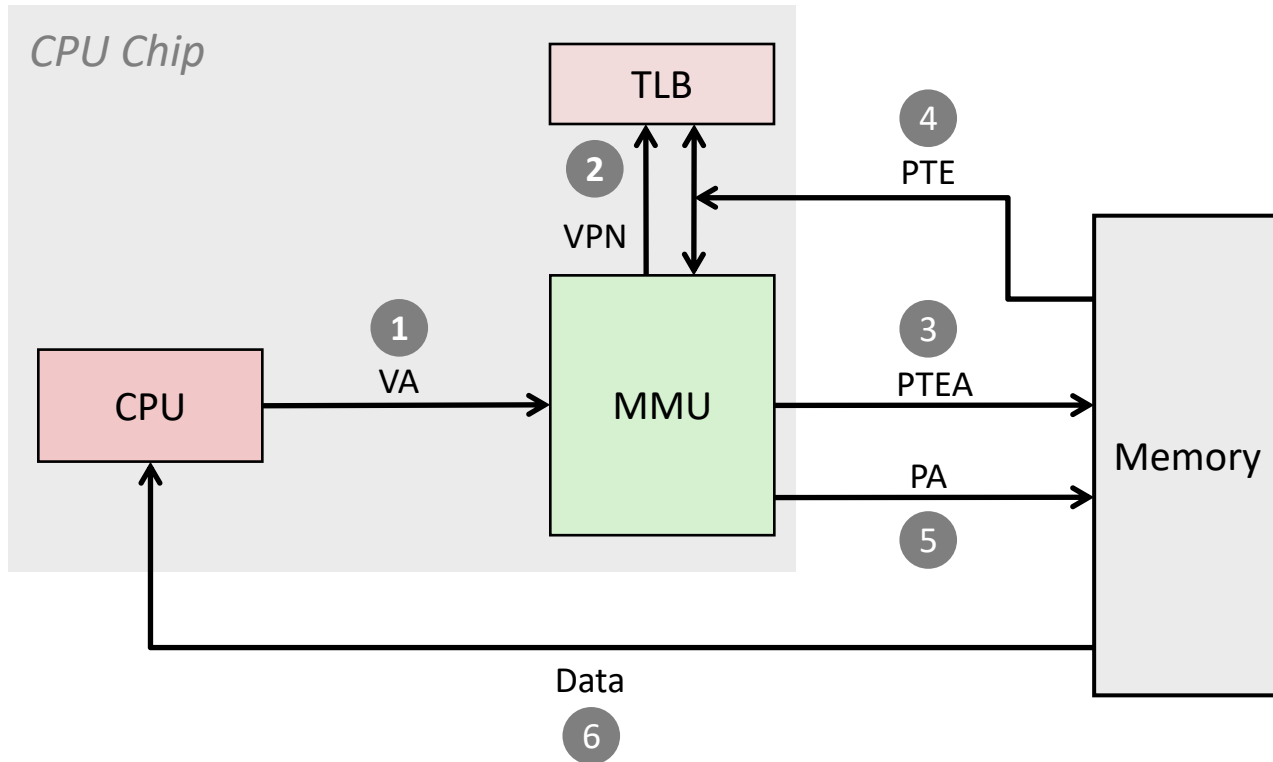 CPU Chip
TLB
4
PTE
2
VPN
1
VA
3
PTEA
CPU
MMU
Memory
PA
5
Data
6